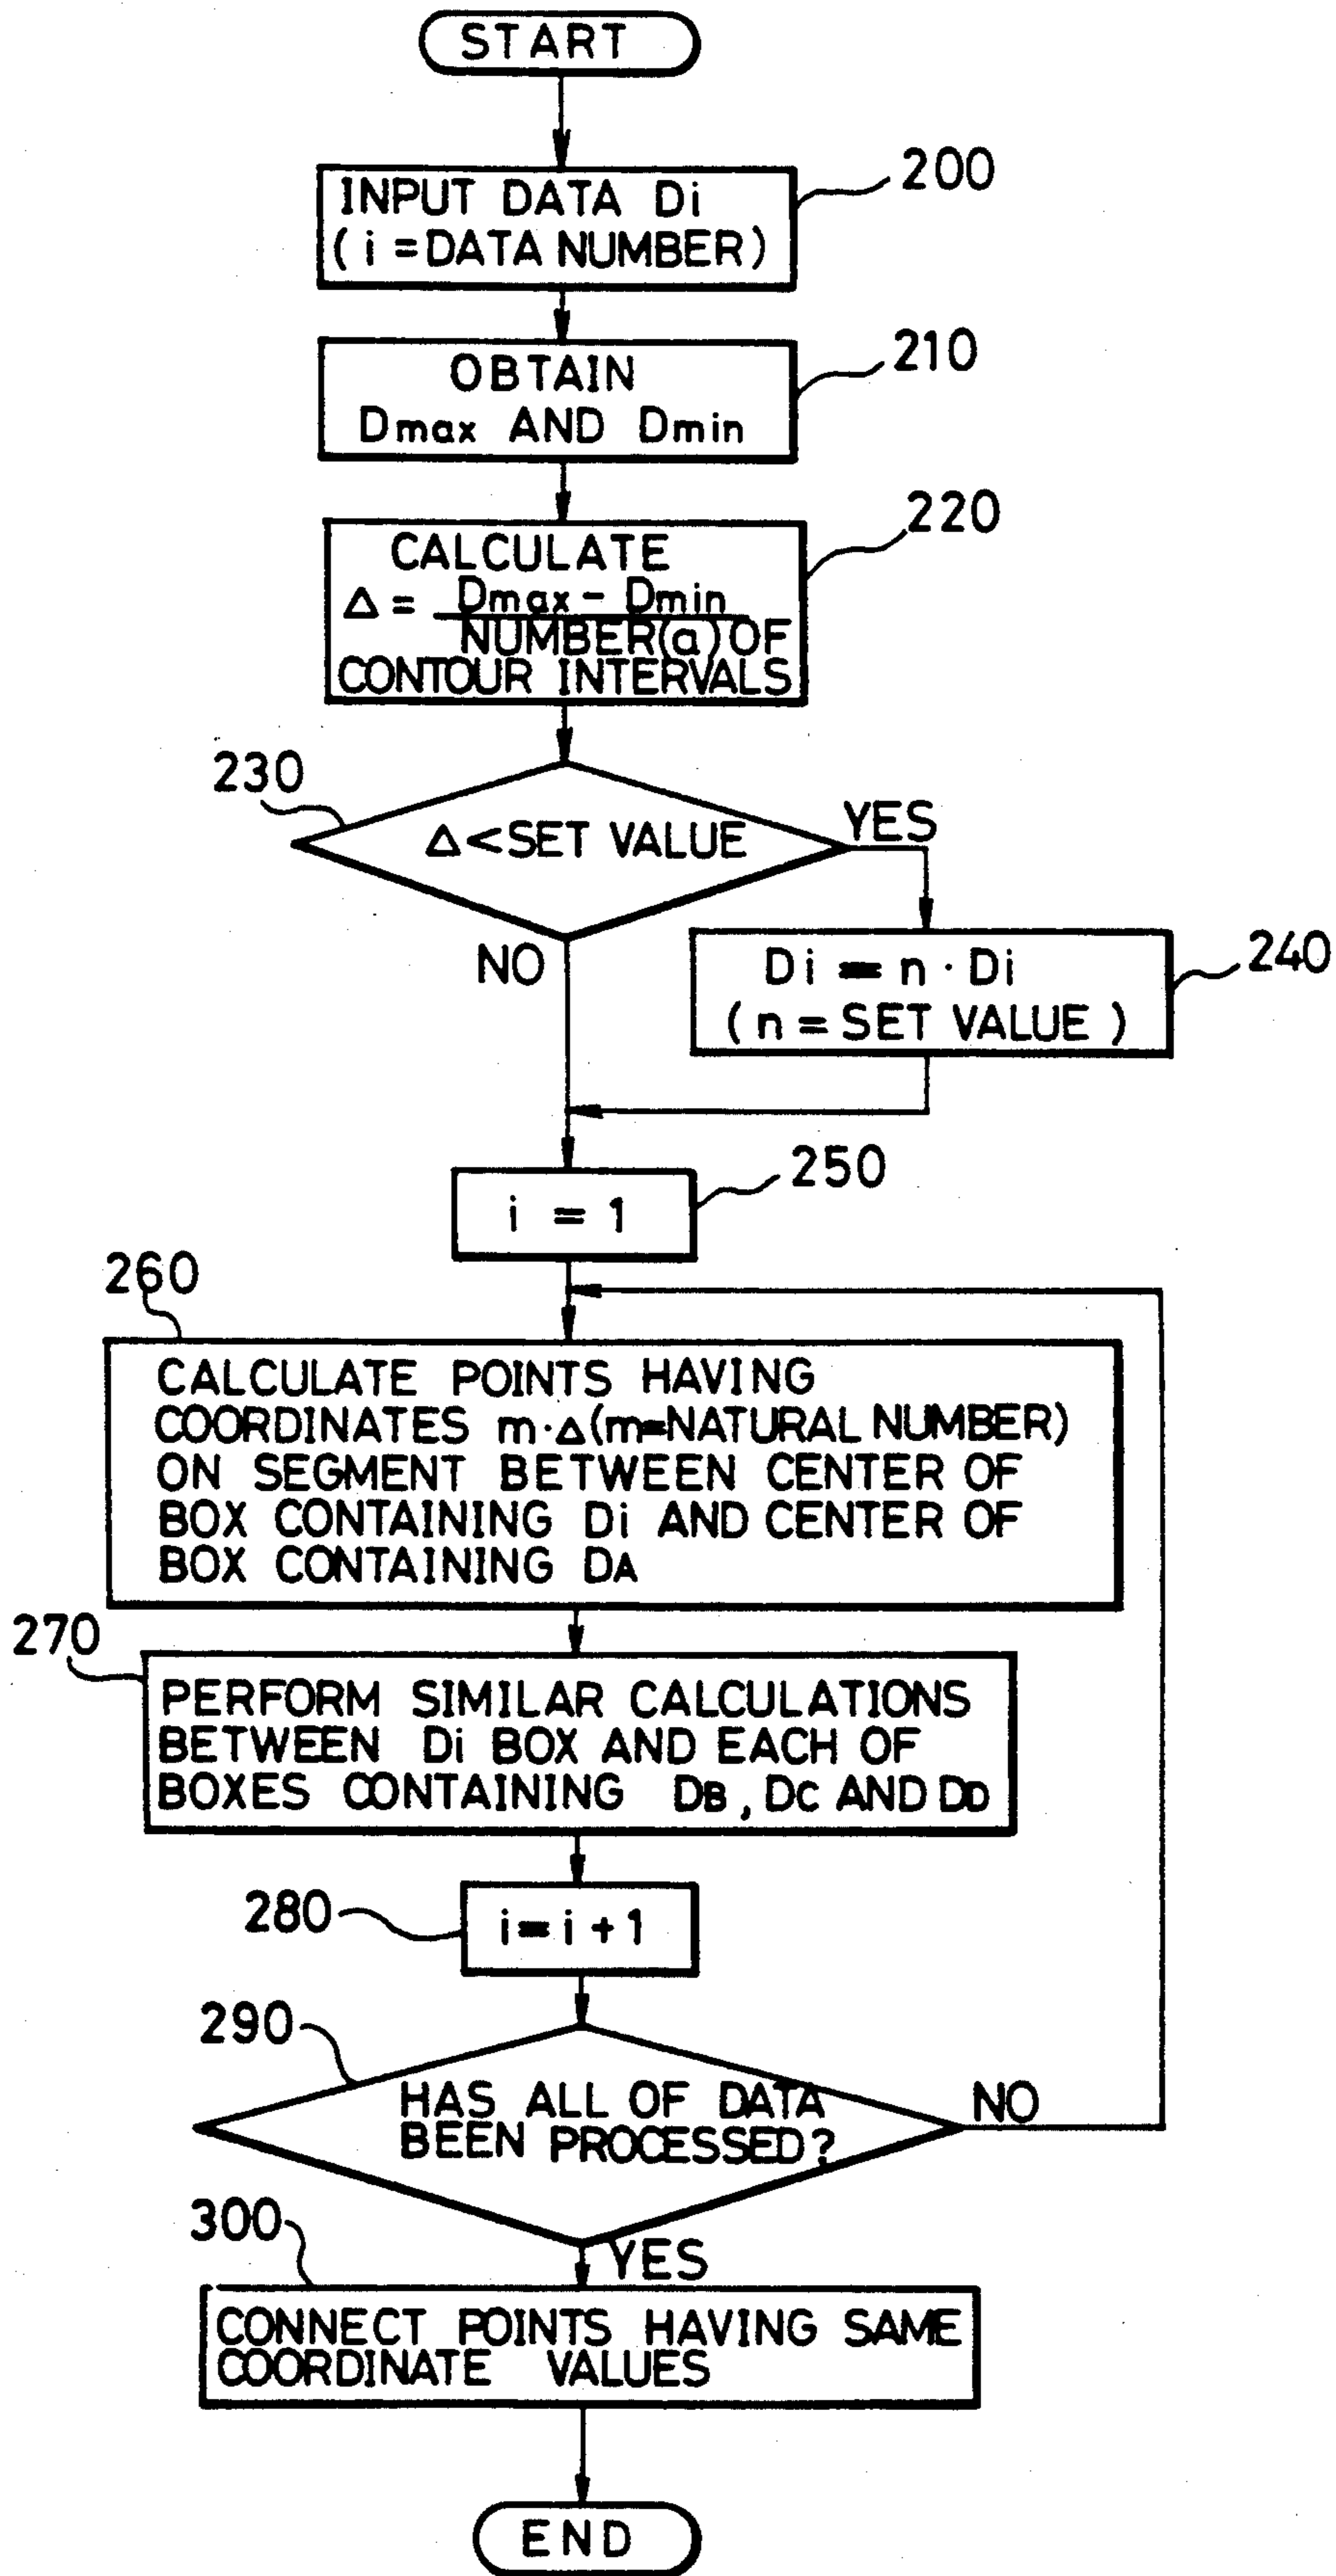 START
200
INPUT DATA Di
( i = DATA NUMBER )
210
OBTAIN
Dmax AND Dmin
220
CALCULATE
Δ = Dmax - Dmin
NUMBER(a) OF
CONTOUR INTERVALS
230
Δ < SET VALUE
YES
NO
240
Di = n · Di
( n = SET VALUE )
250
i = 1
260
CALCULATE POINTS HAVING
COORDINATES m·Δ(m=NATURAL NUMBER)
ON SEGMENT BETWEEN CENTER OF
BOX CONTAINING Di AND CENTER OF
BOX CONTAINING DA
270
PERFORM SIMILAR CALCULATIONS
BETWEEN Di BOX AND EACH OF
BOXES CONTAINING DB, DC AND DD
280
i = i + 1
290
HAS ALL OF DATA
BEEN PROCESSED?
NO
300
YES
CONNECT POINTS HAVING SAME
COORDINATE VALUES
END